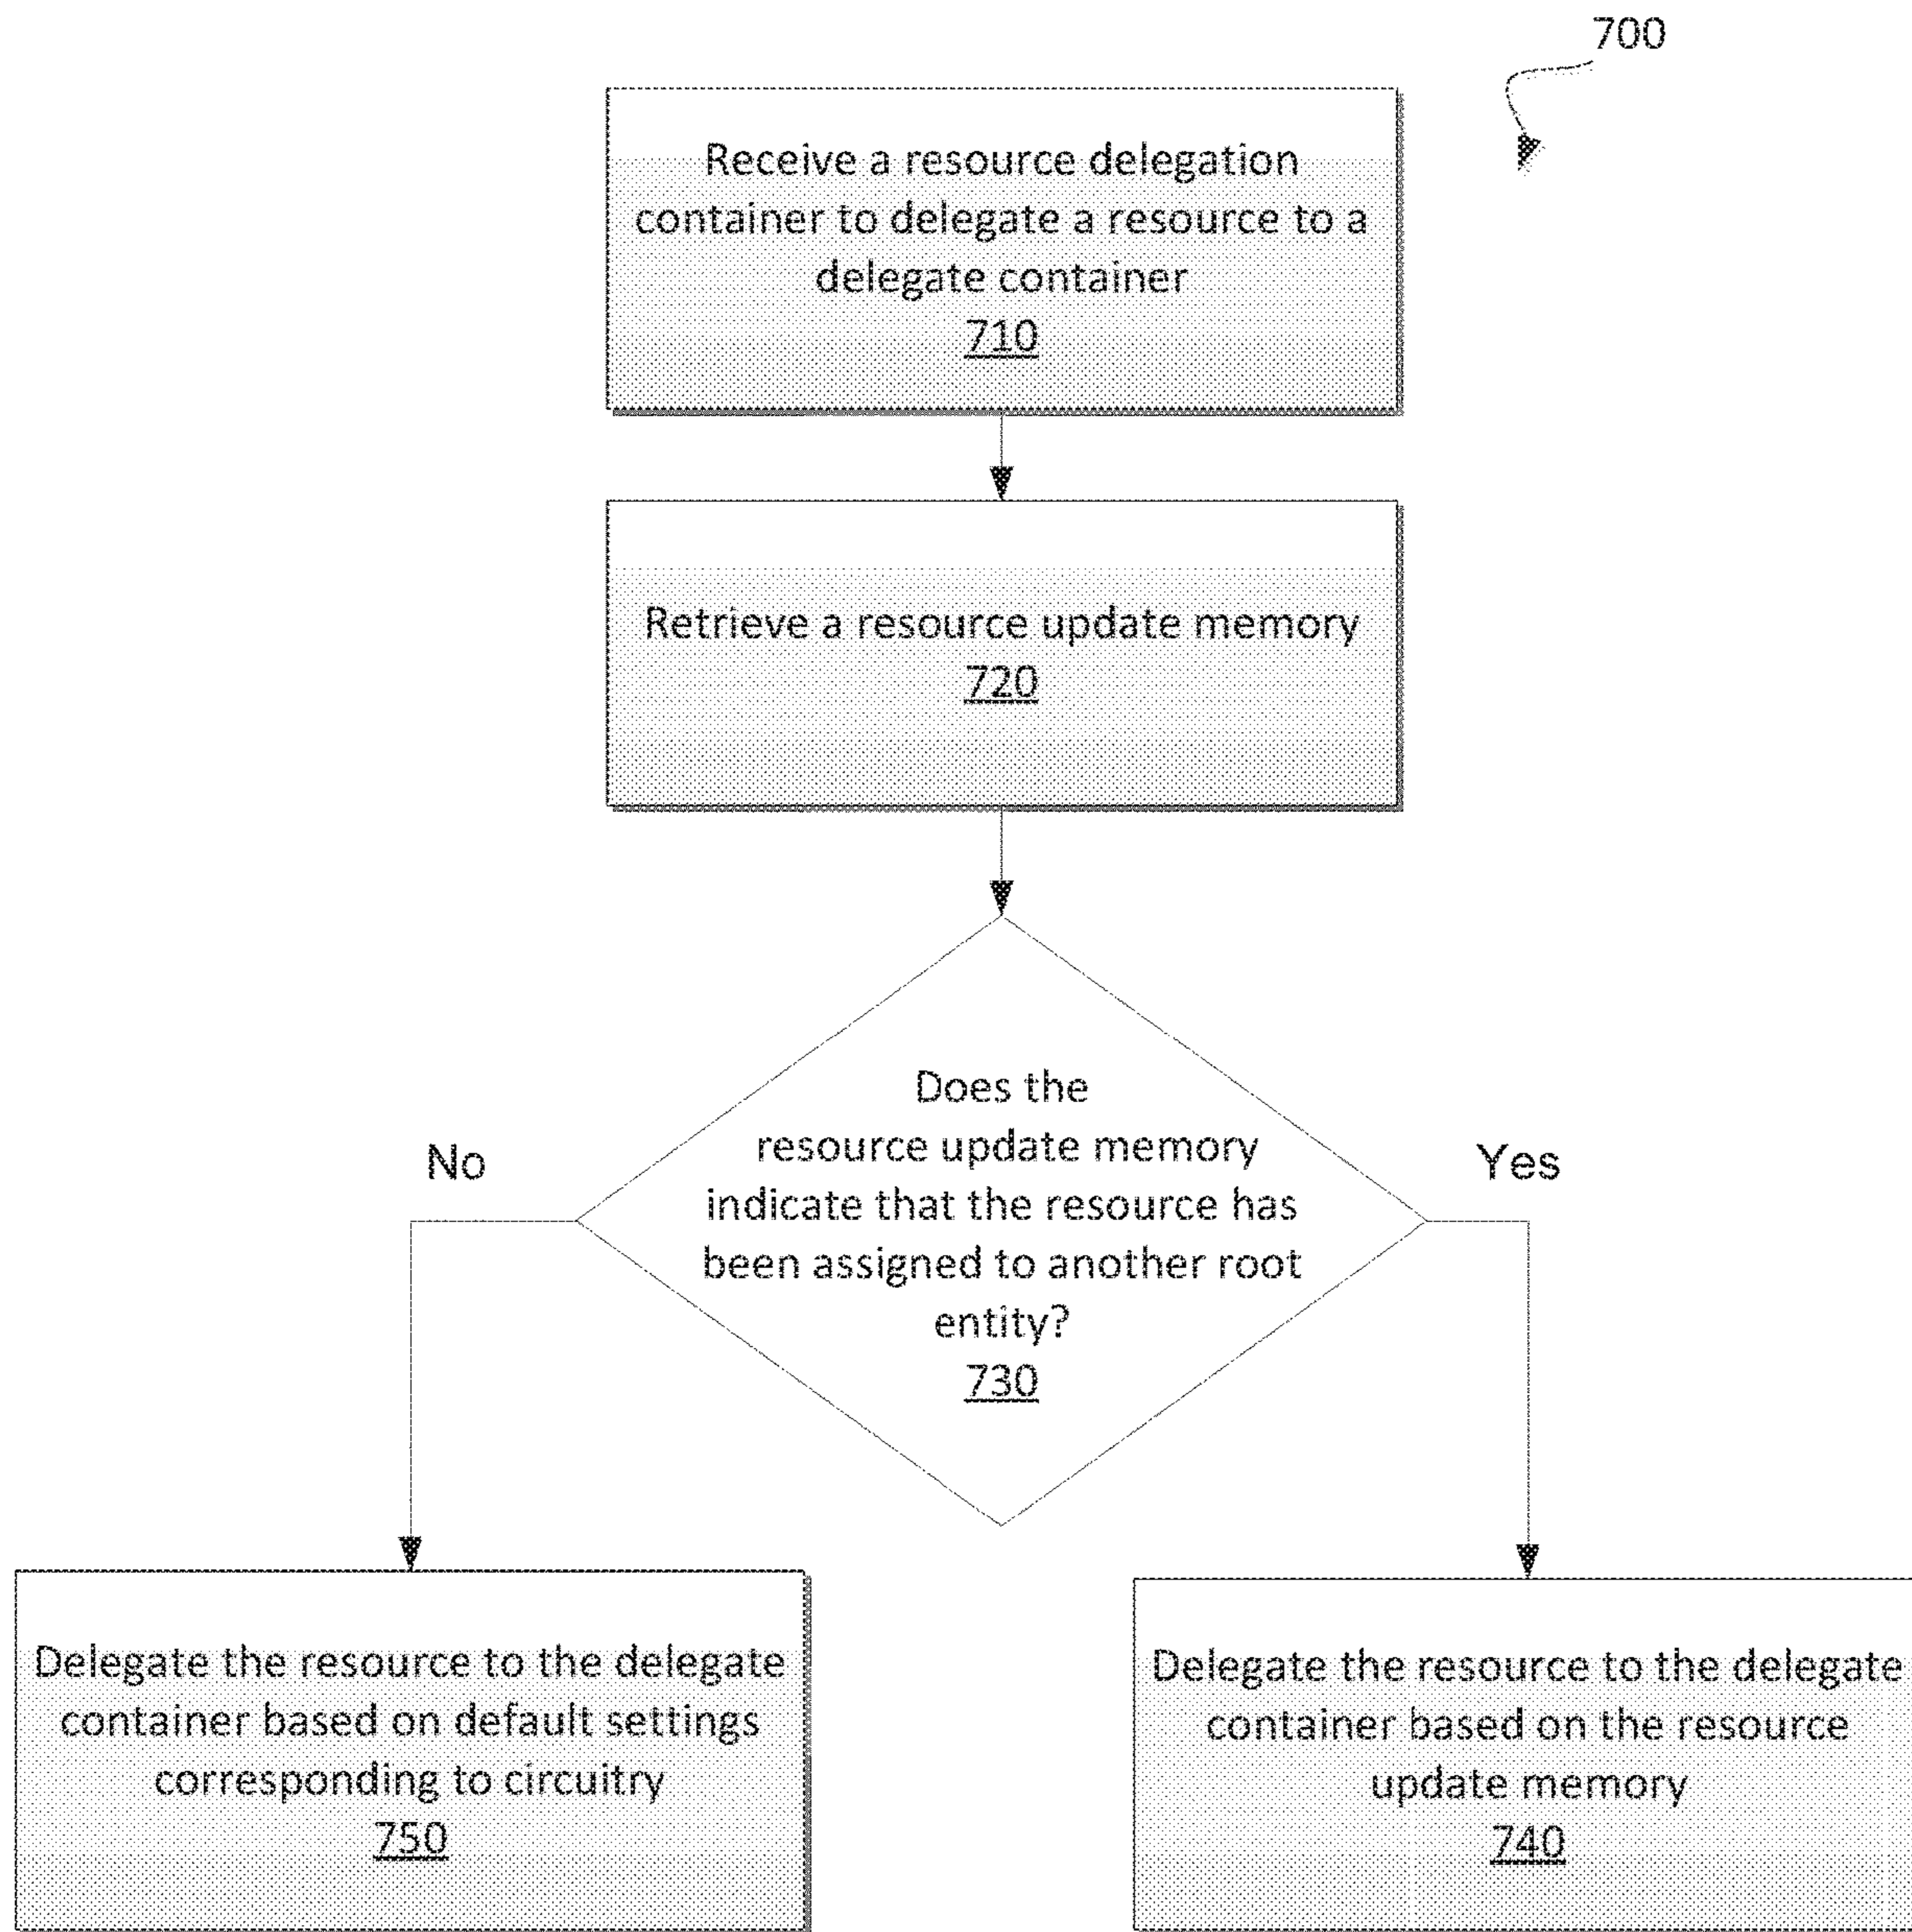 700
Receive a resource delegation
container to delegate a resource to a
delegate container
710
Retrieve a resource update memory
720
Does the
resource update memory
indicate that the resource has
been assigned to another root
entity?
730
No
Yes
Delegate the resource to the delegate
container based on default settings
corresponding to circuitry
750
Delegate the resource to the delegate
container based on the resource
update memory
740